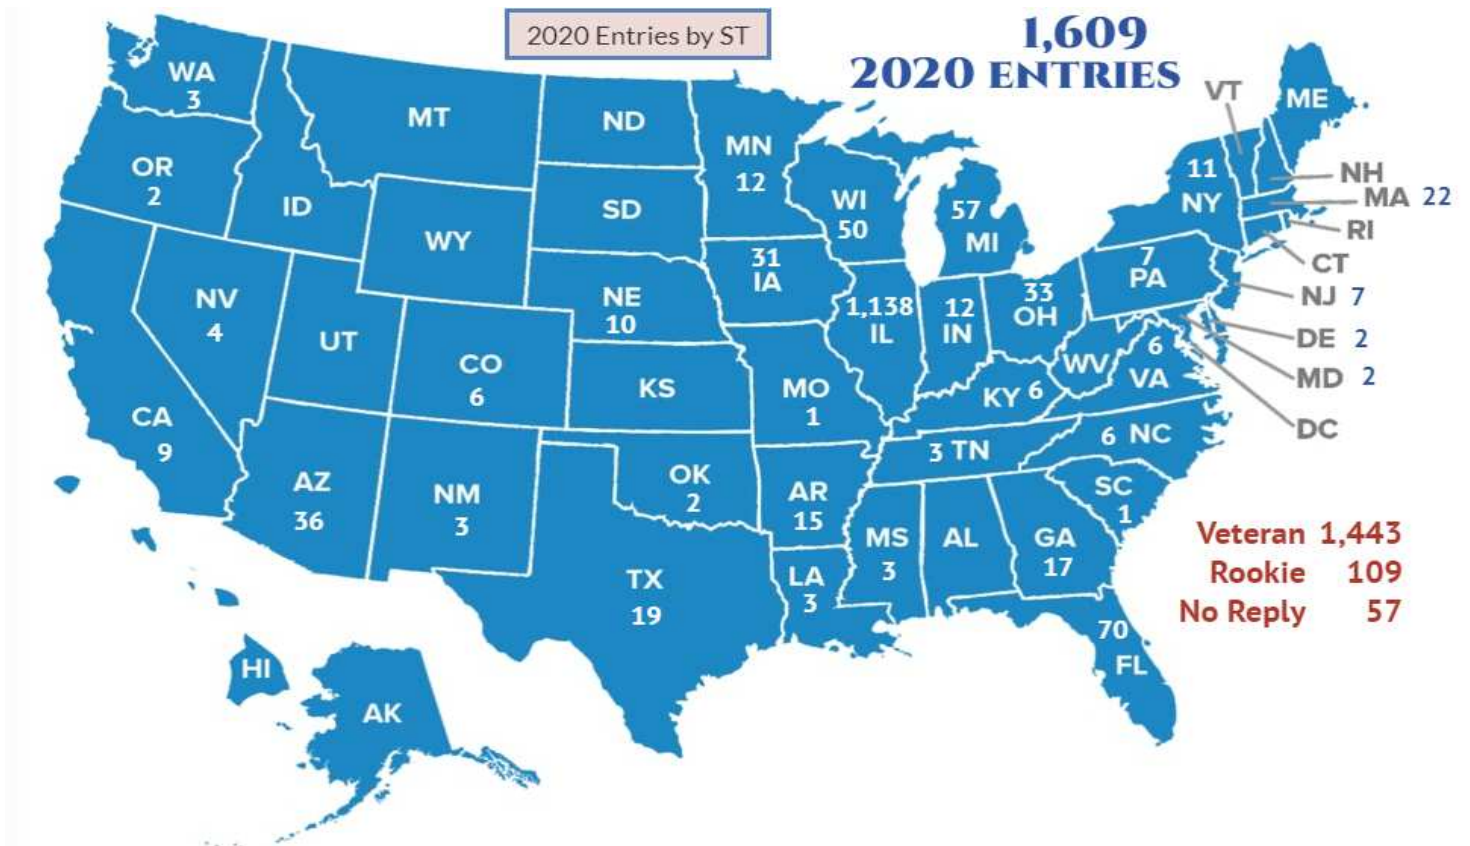 2020 Entries by ST
1,609
2020 ENTRIES
WA
3
MT
ND
MN
12
VT
ME
OR
2
ID
SD
WI
50
57
MI
11
NY
NH
MA 22
RI
WY
31
IA
7
PA
CT
NJ 7
NV
4
NE
10
1,138
IL
12
IN
33
OH
DE 2
UT
CO
6
KS
MO
1
KY 6
WV
6
VA
MD 2
DC
CA
9
3 TN
6 NC
AZ
36
NM
3
OK
2
AR
15
SC
1
MS
3
AL
GA
17
Veteran 1,443
Rookie 109
No Reply 57
TX
19
LA
3
70
FL
HI
AK